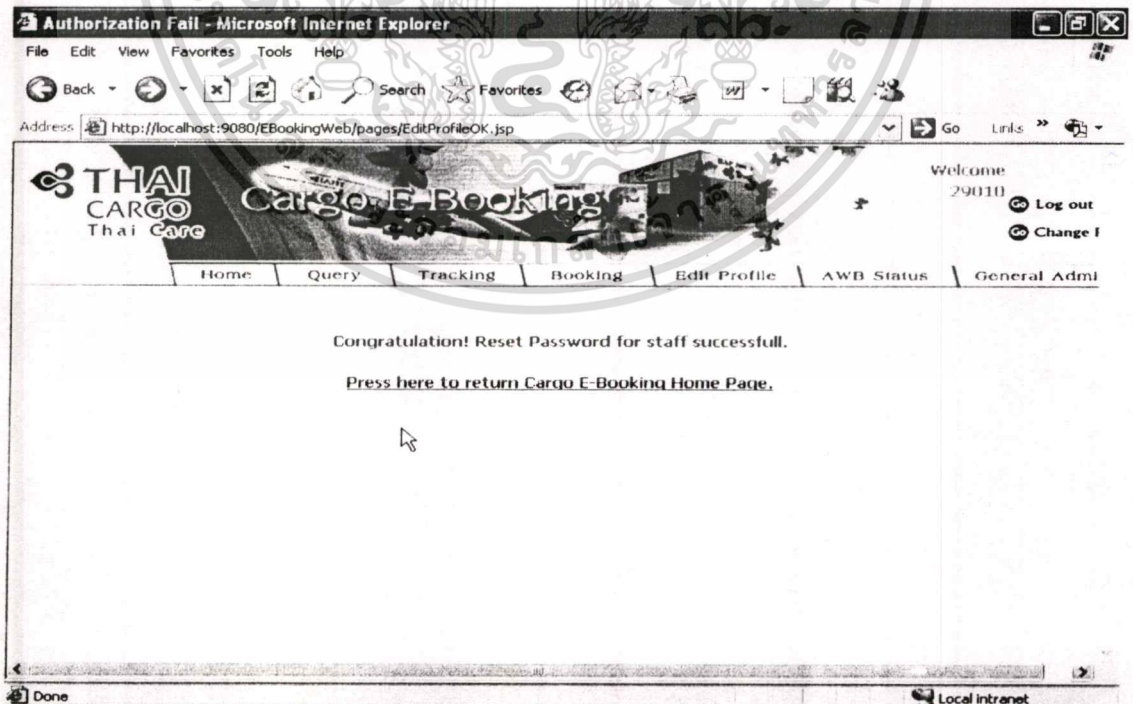 Authorization Fail - Microsoft Internet Explorer
File Edit View Favorites Tools Help
Back Search Favorites
Address http://localhost:9080/EBookingWeb/pages/EditProfileOK.jsp Go Links »
THAI
CARGO
Thai Care
Cargo E-Booking
Welcome
29010
Go Log out
Go Change F
Home Query Tracking Booking Edit Profile AWB Status General Admi
Congratulation! Reset Password for staff successfull.
Press here to return Cargo E-Booking Home Page.
Done Local intranet